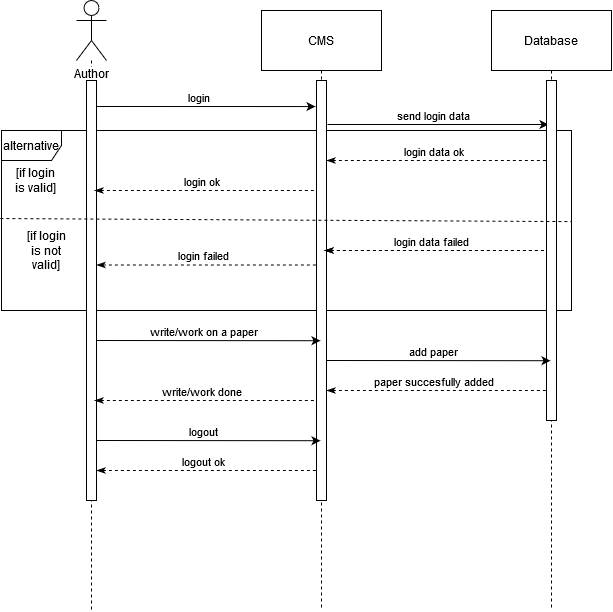 Author
CMS
Database
login
send login data
alternative
[if login
is valid]
login data ok
login ok
[if login
is not
valid]
login data failed
login failed
write/work on a paper
add paper
paper succesfully added
write/work done
logout
logout ok